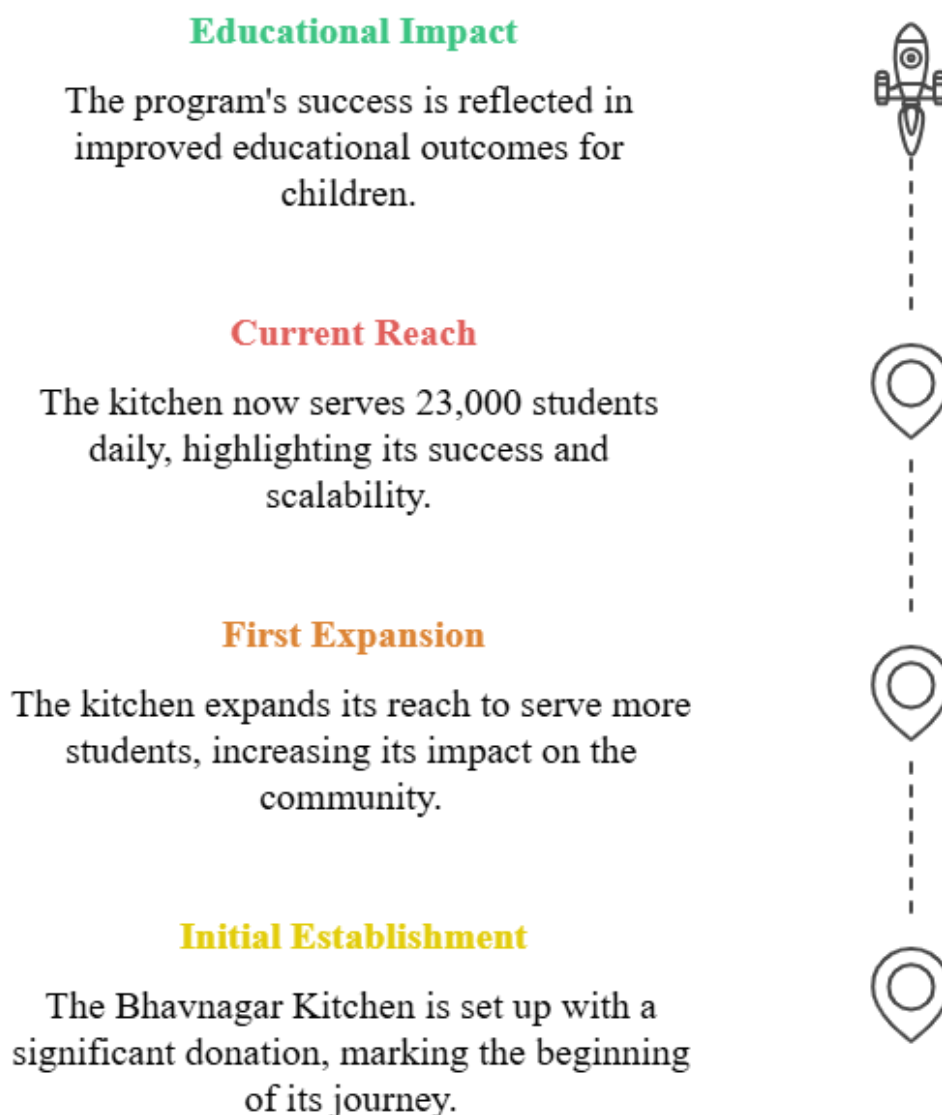 Educational Impact
The program's success is reflected in
improved educational outcomes for
children.
Current Reach
The kitchen now serves 23,000 students
daily, highlighting its success and
scalability.
First Expansion
The kitchen expands its reach to serve more
students, increasing its impact on the
community.
Initial Establishment
The Bhavnagar Kitchen is set up with a
significant donation, marking the beginning
of its journey.